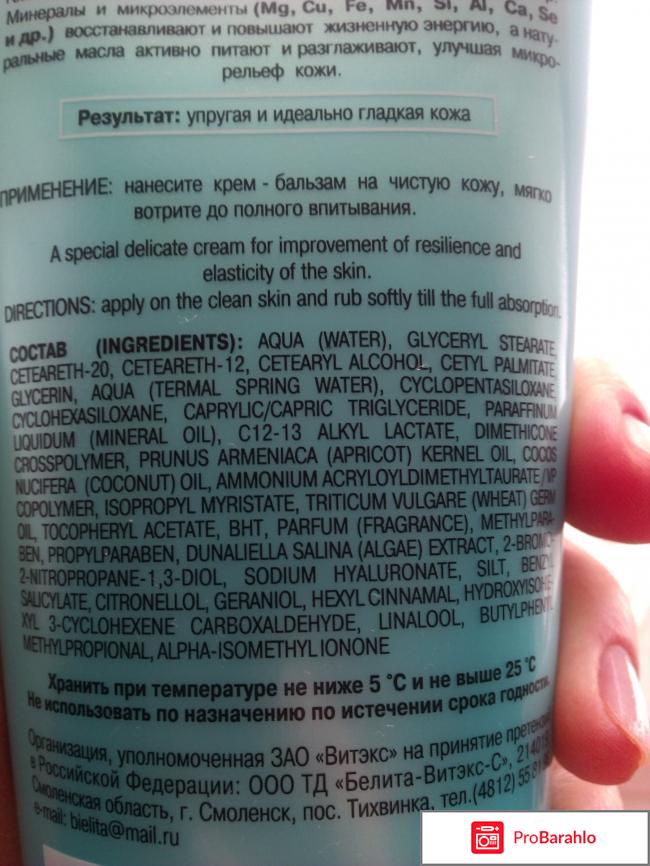 Минералы и микроэлементы (Mg, Cu, Fe, Mn, Si, Al, Ca, Se
и др.) восстанавливают и повышают жизненную энергию, а нату-
ральные масла активно питают и разглаживают, улучшая микро-
рельеф кожи.
Результат: упругая и идеально гладкая кожа
ПРИМЕНЕНИЕ: нанесите крем - бальзам на чистую кожу, мягко
вотрите до полного впитывания.
A special delicate cream for improvement of resilience and
elasticity of the skin.
DIRECTIONS: apply on the clean skin and rub softly till the full absorption.
СОСТАВ (INGREDIENTS): AQUA (WATER), GLYCERYL STEARATE,
CETEARETH-20, CETEARETH-12, CETEARYL ALCOHOL, CETYL PALMITATE,
GLYCERIN, AQUA (TERMAL SPRING WATER), CYCLOPENTASILOXANE,
CYCLOHEXASILOXANE, CAPRYLIC/CAPRIC TRIGLYCERIDE, PARAFFINUM
LIQUIDUM (MINERAL OIL), C12-13 ALKYL LACTATE, DIMETHICONE
CROSSPOLYMER, PRUNUS ARMENIACA (APRICOT) KERNEL OIL, COCOS
NUCIFERA (COCONUT) OIL, AMMONIUM ACRYLOYLDIMETHYLTAURATE/VP
COPOLYMER, ISOPROPYL MYRISTATE, TRITICUM VULGARE (WHEAT) GERM
OIL, TOCOPHERYL ACETATE, BHT, PARFUM (FRAGRANCE), METHYLPARA-
BEN, PROPYLPARABEN, DUNALIELLA SALINA (ALGAE) EXTRACT, 2-BROMO-
2-NITROPROPANE-1,3-DIOL, SODIUM HYALURONATE, SILT, BENZYL
SALICYLATE, CITRONELLOL, GERANIOL, HEXYL CINNAMAL, HYDROXYISOHE-
XYL 3-CYCLOHEXENE CARBOXALDEHYDE, LINALOOL, BUTYLPHENYL
METHYLPROPIONAL, ALPHA-ISOMETHYL IONONE
Хранить при температуре не ниже 5 °С и не выше 25 °С
Не использовать по назначению по истечении срока годности.
Организация, уполномоченная ЗАО «Витэкс» на принятие претензий
в Российской Федерации: ООО ТД «Белита-Витэкс-С»,
Смоленская область, г. Смоленск, пос. Тихвинка, тел.(4812)
e-mail: bielita@mail.ru
ProBarahlo